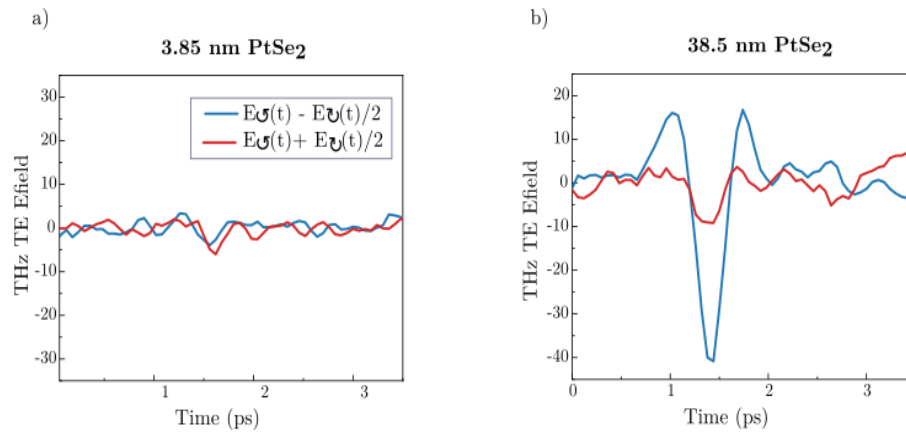 a)
3.85 nm PtSe2
THz TE Efield
30
20
10
0
-10
-20
-30
1
2
3
Time (ps)
E↺(t) - E↻(t)/2
E↺(t)+ E↻(t)/2
b)
38.5 nm PtSe2
THz TE Efield
20
10
0
-10
-20
-30
-40
0
1
2
3
Time (ps)